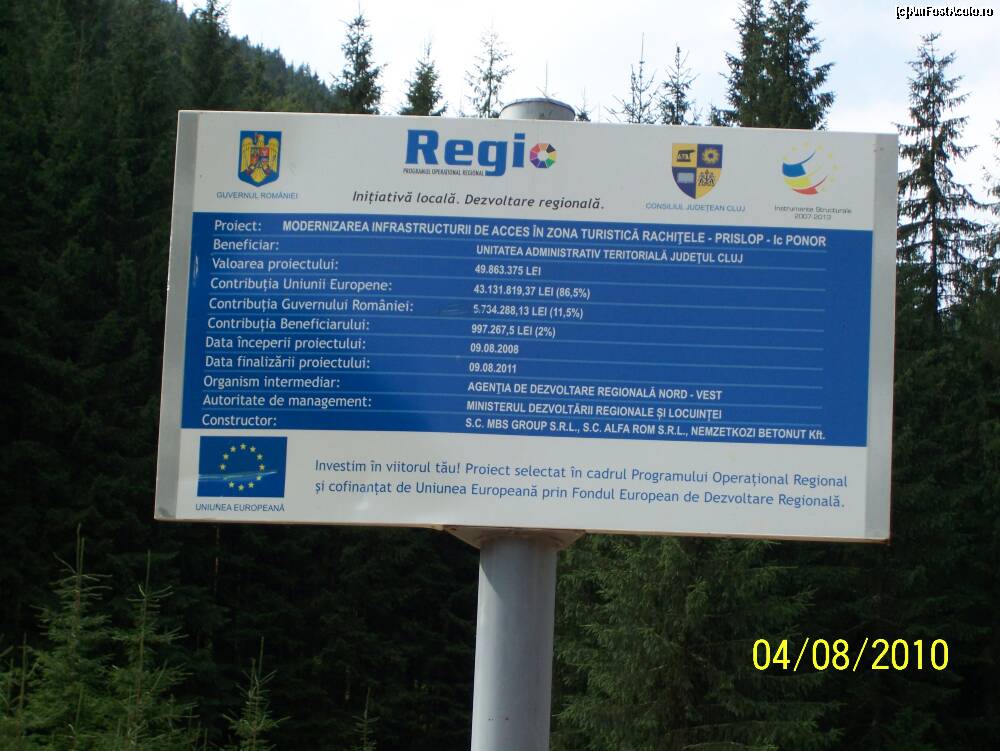 [c]AmFostAcolo.ro
GUVERNUL ROMÂNIEI
Regio
PROGRAMUL OPERAȚIONAL REGIONAL
Inițiativă locală. Dezvoltare regională.
CONSILIUL JUDEȚEAN CLUJ
Instrumente Structurale
2007-2013
Proiect: MODERNIZAREA INFRASTRUCTURII DE ACCES ÎN ZONA TURISTICĂ RACHIȚELE - PRISLOP - Ic PONOR
Beneficiar: UNITATEA ADMINISTRATIV TERITORIALĂ JUDEȚUL CLUJ
Valoarea proiectului: 49.863.375 LEI
Contribuția Uniunii Europene: 43.131.819,37 LEI (86,5%)
Contribuția Guvernului României: 5.734.288,13 LEI (11,5%)
Contribuția Beneficiarului: 997.267,5 LEI (2%)
Data începerii proiectului: 09.08.2008
Data finalizării proiectului: 09.08.2011
Organism intermediar: AGENȚIA DE DEZVOLTARE REGIONALĂ NORD - VEST
Autoritate de management: MINISTERUL DEZVOLTĂRII REGIONALE ȘI LOCUINȚEI
Constructor: S.C. MBS GROUP S.R.L., S.C. ALFA ROM S.R.L., NEMZETKOZI BETONUT Kft.
UNIUNEA EUROPEANĂ
Investim în viitorul tău! Proiect selectat în cadrul Programului Operațional Regional
și cofinanțat de Uniunea Europeană prin Fondul European de Dezvoltare Regională.
04/08/2010